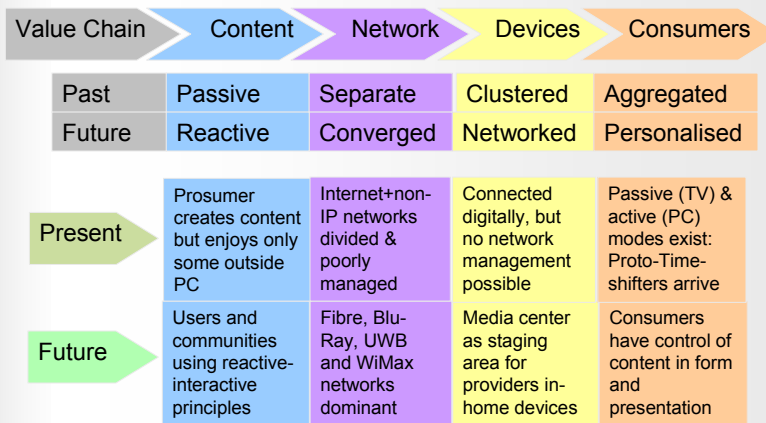 Value Chain Content Network Devices Consumers
Past Passive Separate Clustered Aggregated
Future Reactive Converged Networked Personalised
Present
Prosumer
creates content
but enjoys only
some outside
PC
Internet+non-
IP networks
divided &
poorly
managed
Connected
digitally, but
no network
management
possible
Passive (TV) &
active (PC)
modes exist:
Proto-Time-
shifters arrive
Future
Users and
communities
using reactive-
interactive
principles
Fibre, Blu-
Ray, UWB
and WiMax
networks
dominant
Media center
as staging
area for
providers in-
home devices
Consumers
have control of
content in form
and
presentation